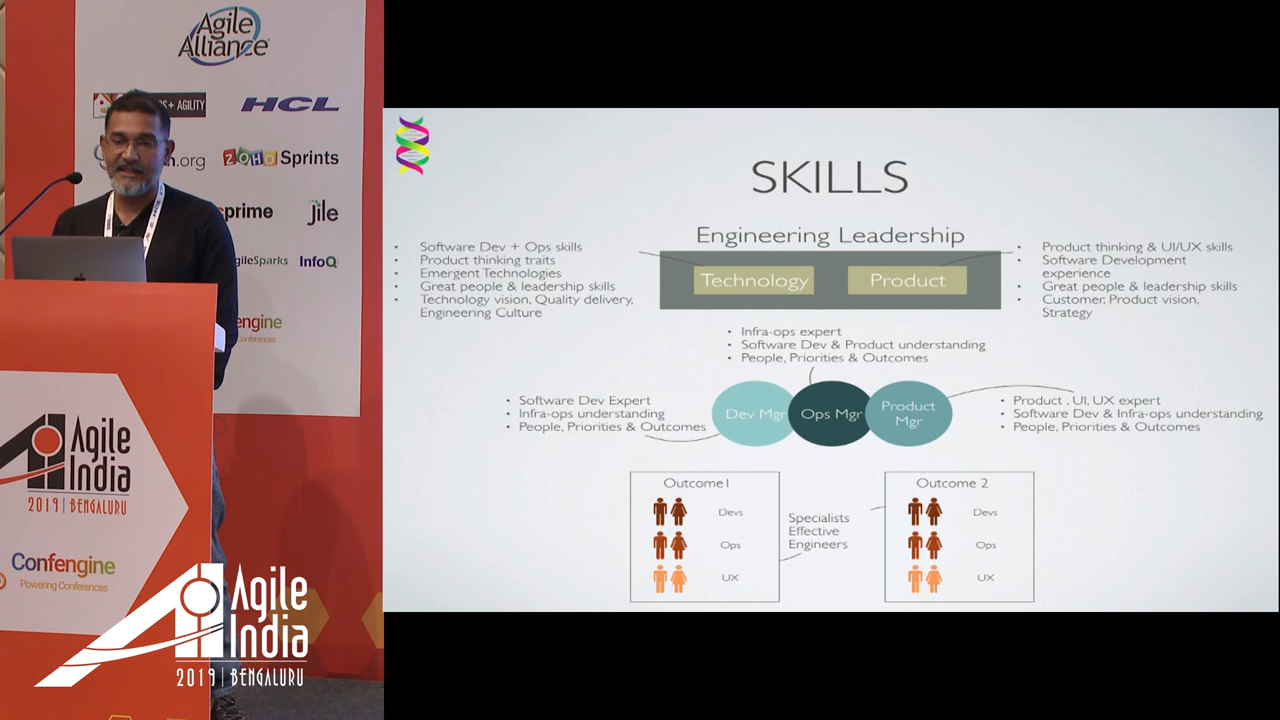 Agile
Alliance
S+ AGILITY
HCL
.org
ZOHO Sprints
prime
jile
gileSparks
InfoQ
engine
Conferences
Agile
India
2019 | BENGALURU
Confengine
Powering Conferences
Agile
India
2019 | BENGALURU
SKILLS
Engineering Leadership
Technology
Product
• Software Dev + Ops skills
• Product thinking traits
• Emergent Technologies
• Great people & leadership skills
• Technology vision, Quality delivery,
Engineering Culture
• Product thinking & UI/UX skills
• Software Development
experience
• Great people & leadership skills
• Customer, Product vision,
Strategy
• Infra-ops expert
• Software Dev & Product understanding
• People, Priorities & Outcomes
• Software Dev Expert
• Infra-ops understanding
• People, Priorities & Outcomes
Dev Mgr
Ops Mgr
Product
Mgr
• Product , UI, UX expert
• Software Dev & Infra-ops understanding
• People, Priorities & Outcomes
Outcome1
Devs
Ops
UX
Specialists
Effective
Engineers
Outcome 2
Devs
Ops
UX